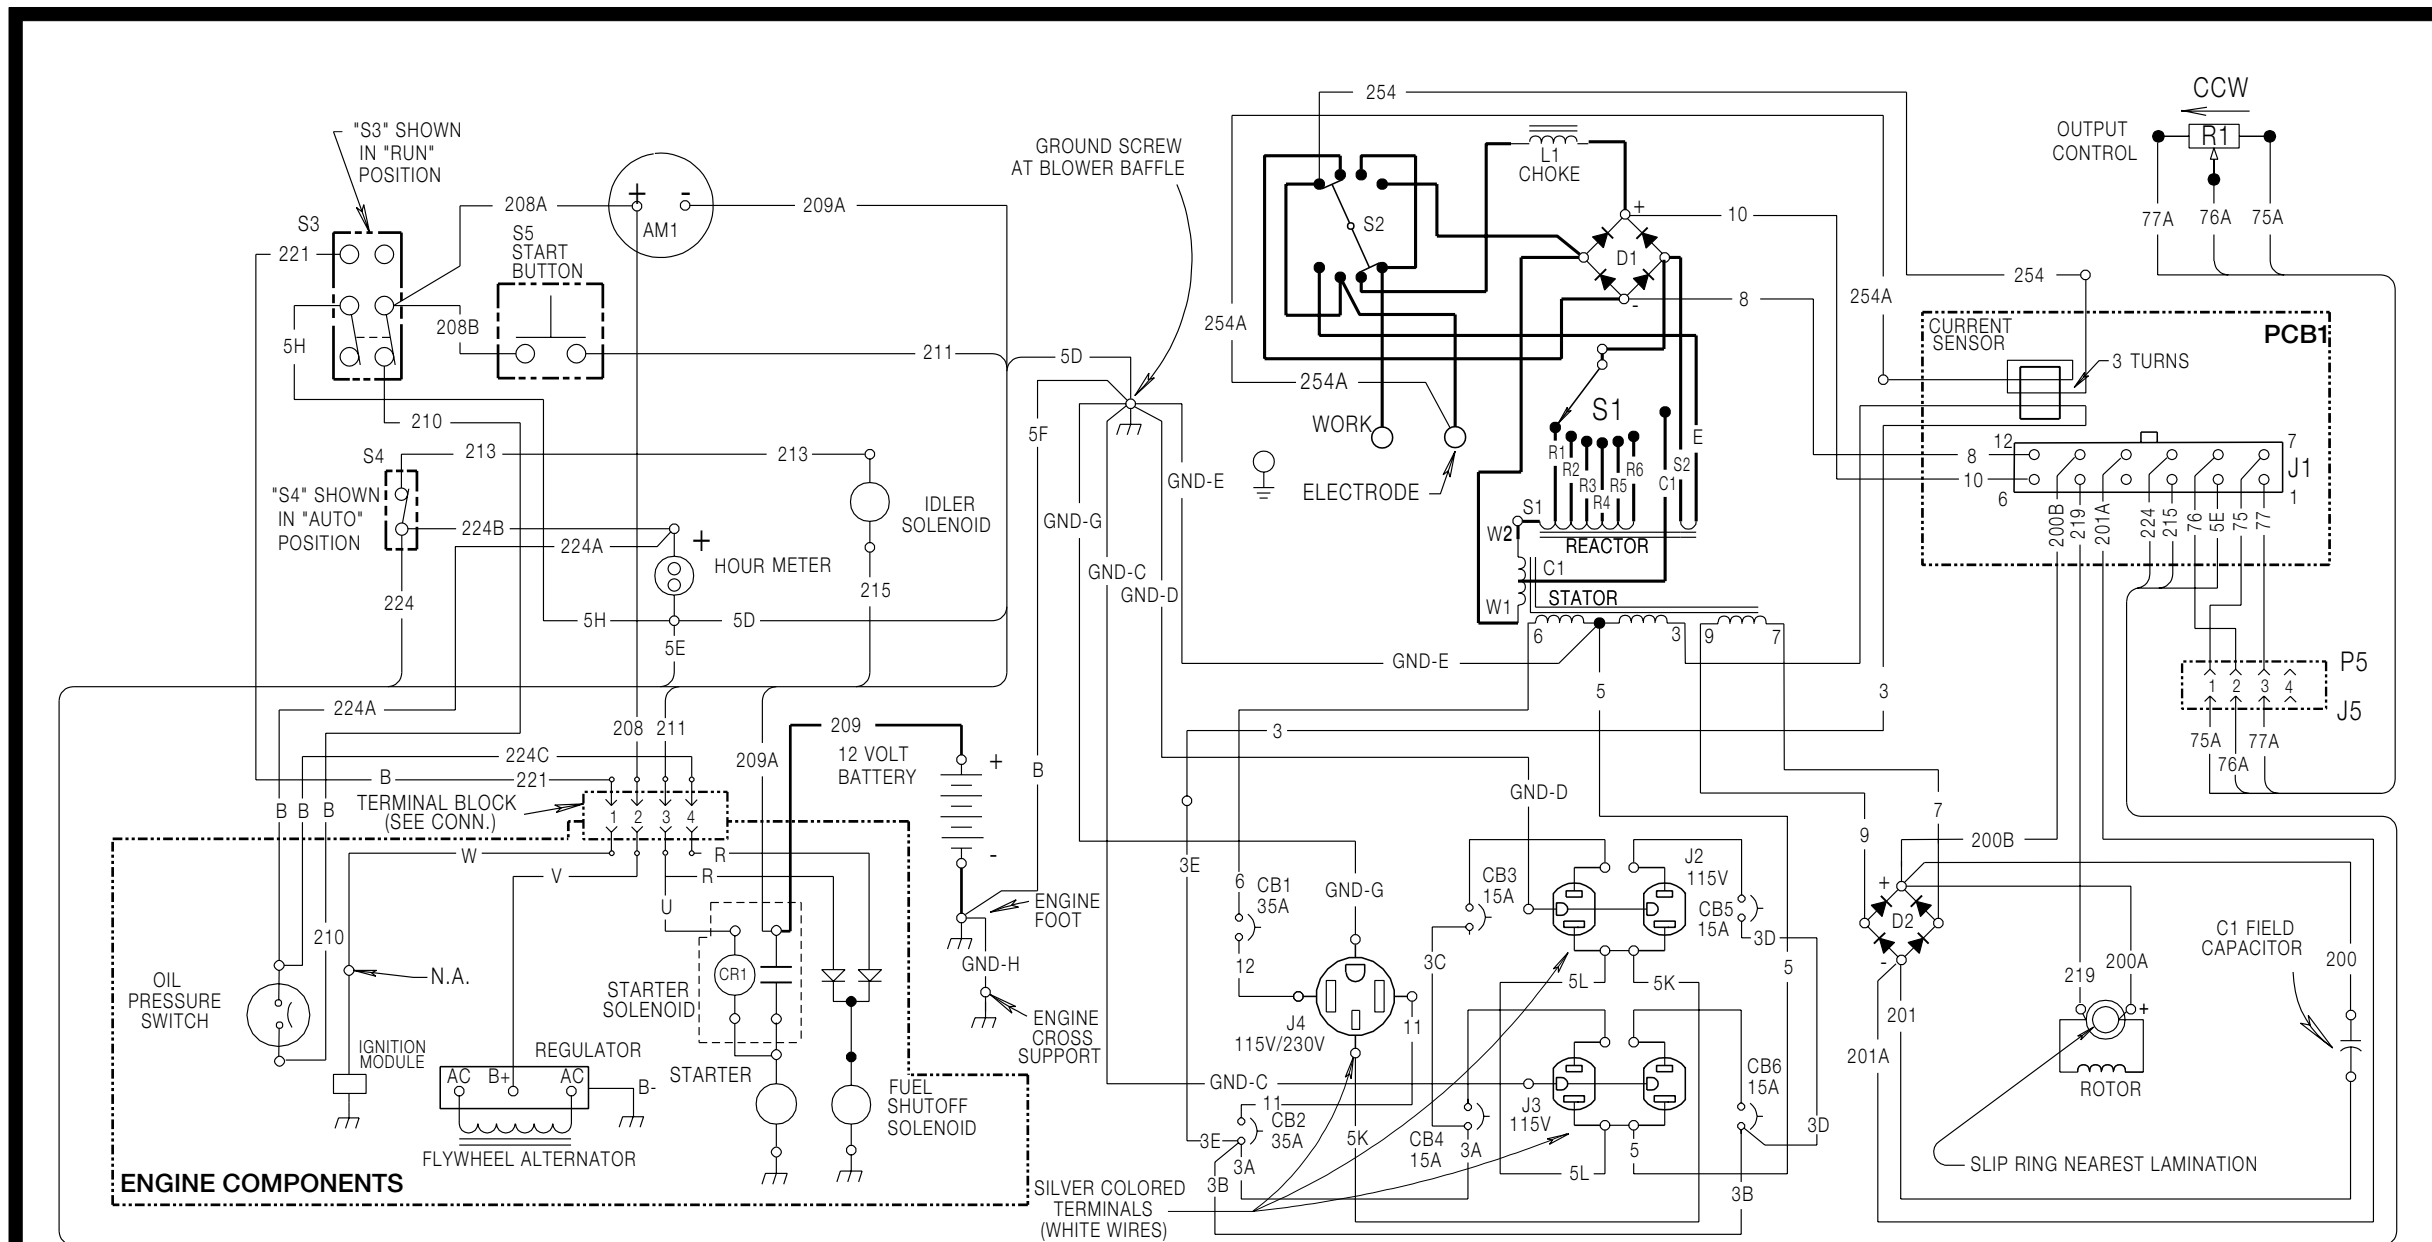 "S3" SHOWN
IN "RUN"
POSITION
S3
221
5H
208A
208B
AM1
+
-
209A
S5
START
BUTTON
211
210
213
213
S4
"S4" SHOWN
IN "AUTO"
POSITION
224B
224A
224
+
HOUR METER
IDLER
SOLENOID
215
5H
5D
5E
224A
208
211
209A
224C
B
221
209
12 VOLT
BATTERY
+
-
TERMINAL BLOCK
(SEE CONN.)
1
2
3
4
B
B
B
W
V
R
R
U
210
OIL
PRESSURE
SWITCH
N.A.
IGNITION
MODULE
REGULATOR
AC
B+
AC
B-
FLYWHEEL ALTERNATOR
CR1
STARTER
SOLENOID
STARTER
FUEL
SHUTOFF
SOLENOID
ENGINE COMPONENTS
ENGINE
FOOT
GND-H
ENGINE
CROSS
SUPPORT
GROUND SCREW
AT BLOWER BAFFLE
5D
5F
B
GND-G
GND-C
GND-D
GND-E
GND-E
254
254A
254A
L1
CHOKE
S2
D1
+
-
10
8
WORK
ELECTRODE
S1
R1
R2
R3
R4
R5
R6
C1
S2
E
S1
W2
REACTOR
C1
W1
STATOR
6
3
9
7
5
3
3
GND-D
GND-G
3E
6
CB1
35A
12
J4
115V/230V
11
11
CB2
35A
3E
3A
3B
5K
CB3
15A
3C
CB4
15A
3A
J2
115V
CB5
15A
3D
5L
5K
5
J3
115V
CB6
15A
3D
5L
5
3B
SILVER COLORED
TERMINALS
(WHITE WIRES)
CCW
OUTPUT
CONTROL
R1
77A
76A
75A
254
254A
CURRENT
SENSOR
PCB1
3 TURNS
12
7
8
10
6
1
J1
200B
219
201A
224
215
76
5E
75
77
P5
1
2
3
4
J5
75A
76A
77A
9
7
200B
+
D2
-
201
201A
219
200A
+
ROTOR
C1 FIELD
CAPACITOR
200
SLIP RING NEAREST LAMINATION